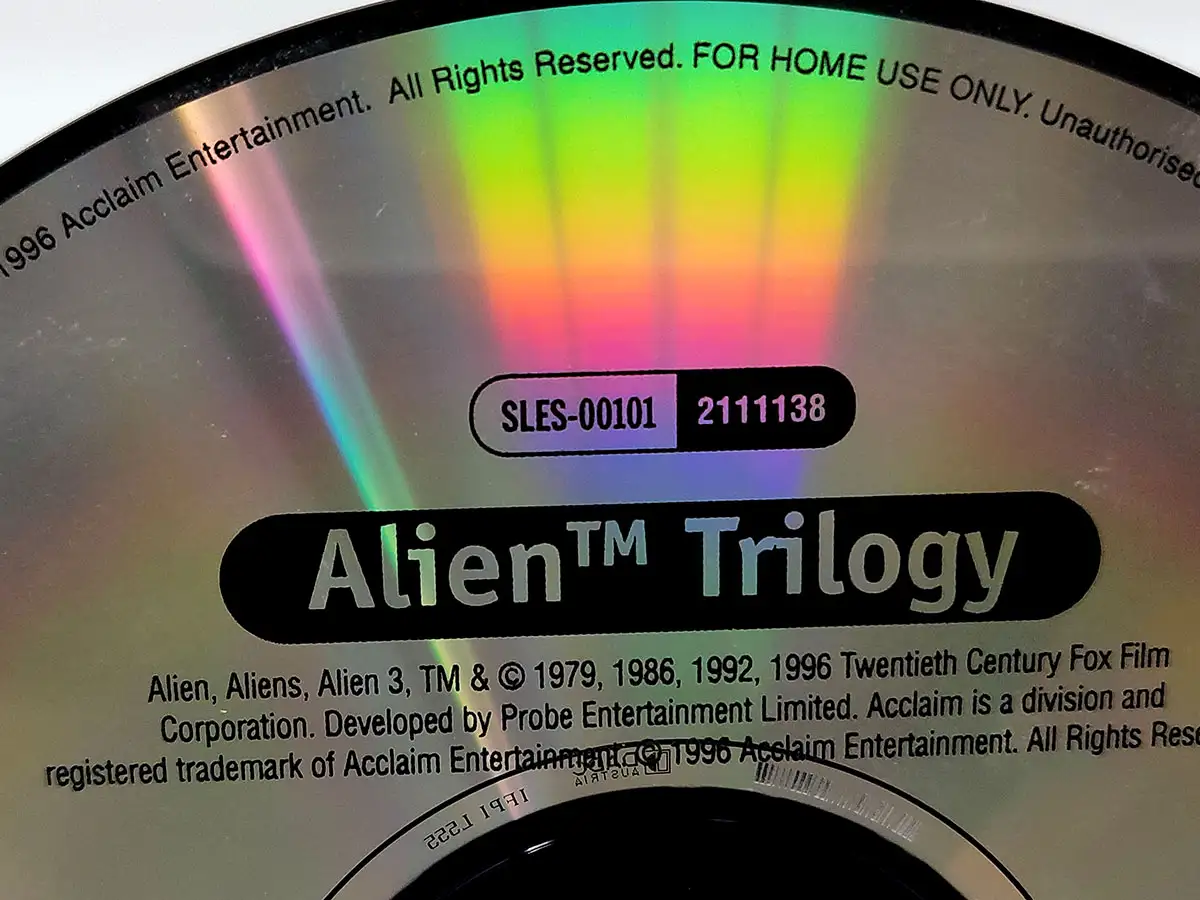 1996 Acclaim Entertainment. All Rights Reserved. FOR HOME USE ONLY. Unauthorised
SLES-00101 2111138
Alien™ Trilogy
Alien, Aliens, Alien 3, TM & © 1979, 1986, 1992, 1996 Twentieth Century Fox Film
Corporation. Developed by Probe Entertainment Limited. Acclaim is a division and
registered trademark of Acclaim Entertainment. © 1996 Acclaim Entertainment. All Rights Rese
AUSTRIA
IFPI L555